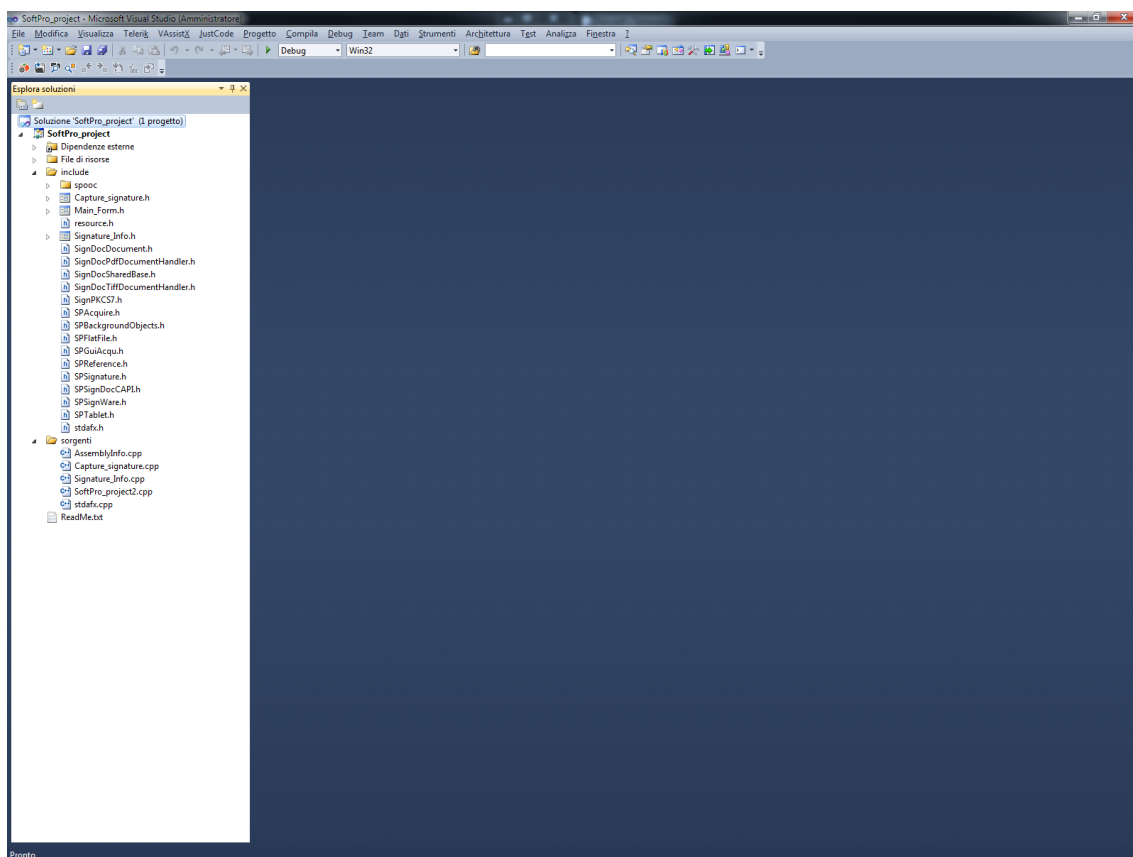 SoftPro_project - Microsoft Visual Studio (Amministratore)
File Modifica Visualizza Telerik VAssistX JustCode Progetto Compila Debug Team Dati Strumenti Architettura Test Analizza Finestra ?
Debug Win32
Esplora soluzioni
Soluzione 'SoftPro_project' (1 progetto)
SoftPro_project
Dipendenze esterne
File di risorse
include
spooc
Capture_signature.h
Main_Form.h
resource.h
Signature_Info.h
SignDocDocument.h
SignDocPdfDocumentHandler.h
SignDocSharedBase.h
SignDocTiffDocumentHandler.h
SignPKCS7.h
SPAcquire.h
SPBackgroundObjects.h
SPFlatFile.h
SPGuiAcqu.h
SPReference.h
SPSignature.h
SPSignDocCAPI.h
SPSignWare.h
SPTablet.h
stdafx.h
sorgenti
AssemblyInfo.cpp
Capture_signature.cpp
Signature_Info.cpp
SoftPro_project2.cpp
stdafx.cpp
ReadMe.txt
Pronto